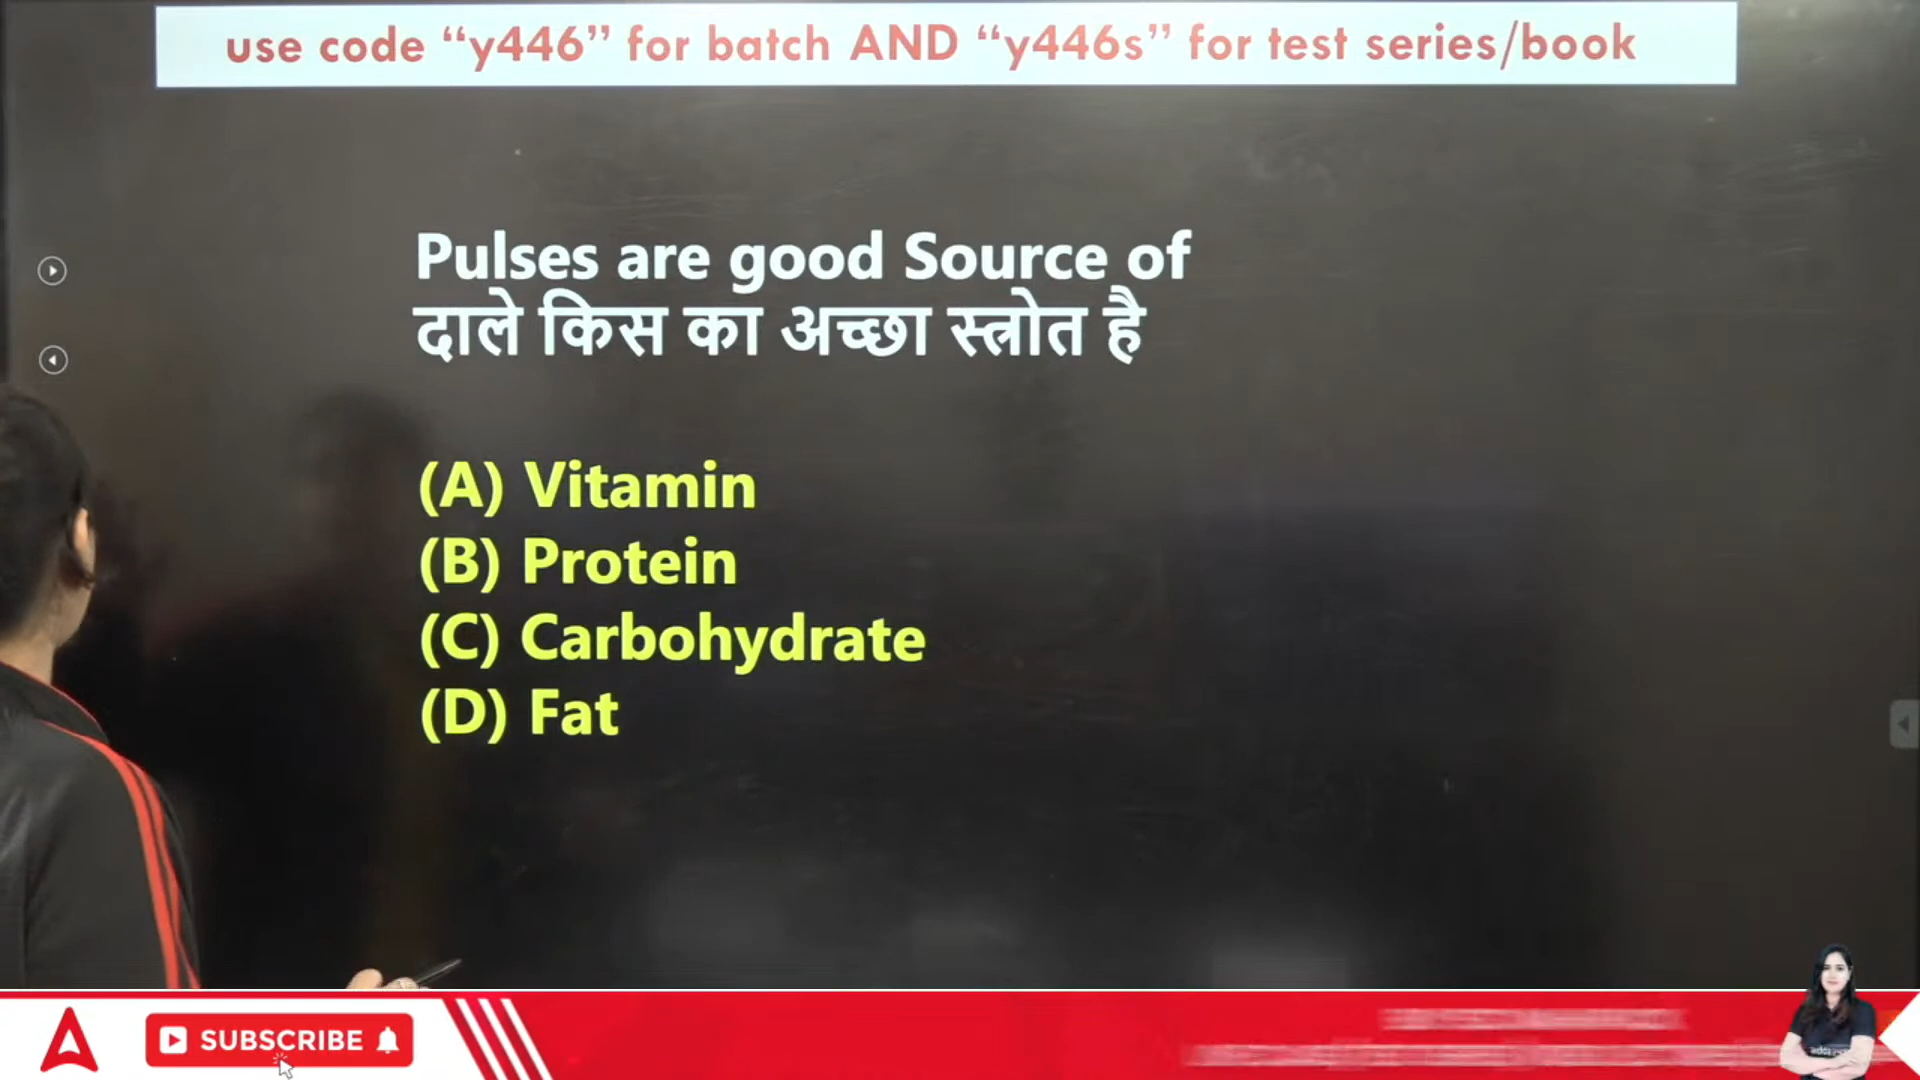 use code “y446” for batch AND “y446s” for test series/book
Pulses are good Source of
दाले किस का अच्छा स्त्रोत है
(A) Vitamin
(B) Protein
(C) Carbohydrate
(D) Fat
SUBSCRIBE